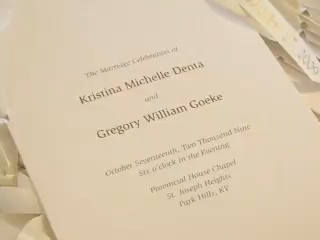 The Marriage Celebration of
Kristina Michelle Denta
and
Gregory William Goeke
October Seventeenth, Two Thousand Nine
Six o'clock in the Evening
Provincial House Chapel
St. Joseph Heights
Park Hills, KY